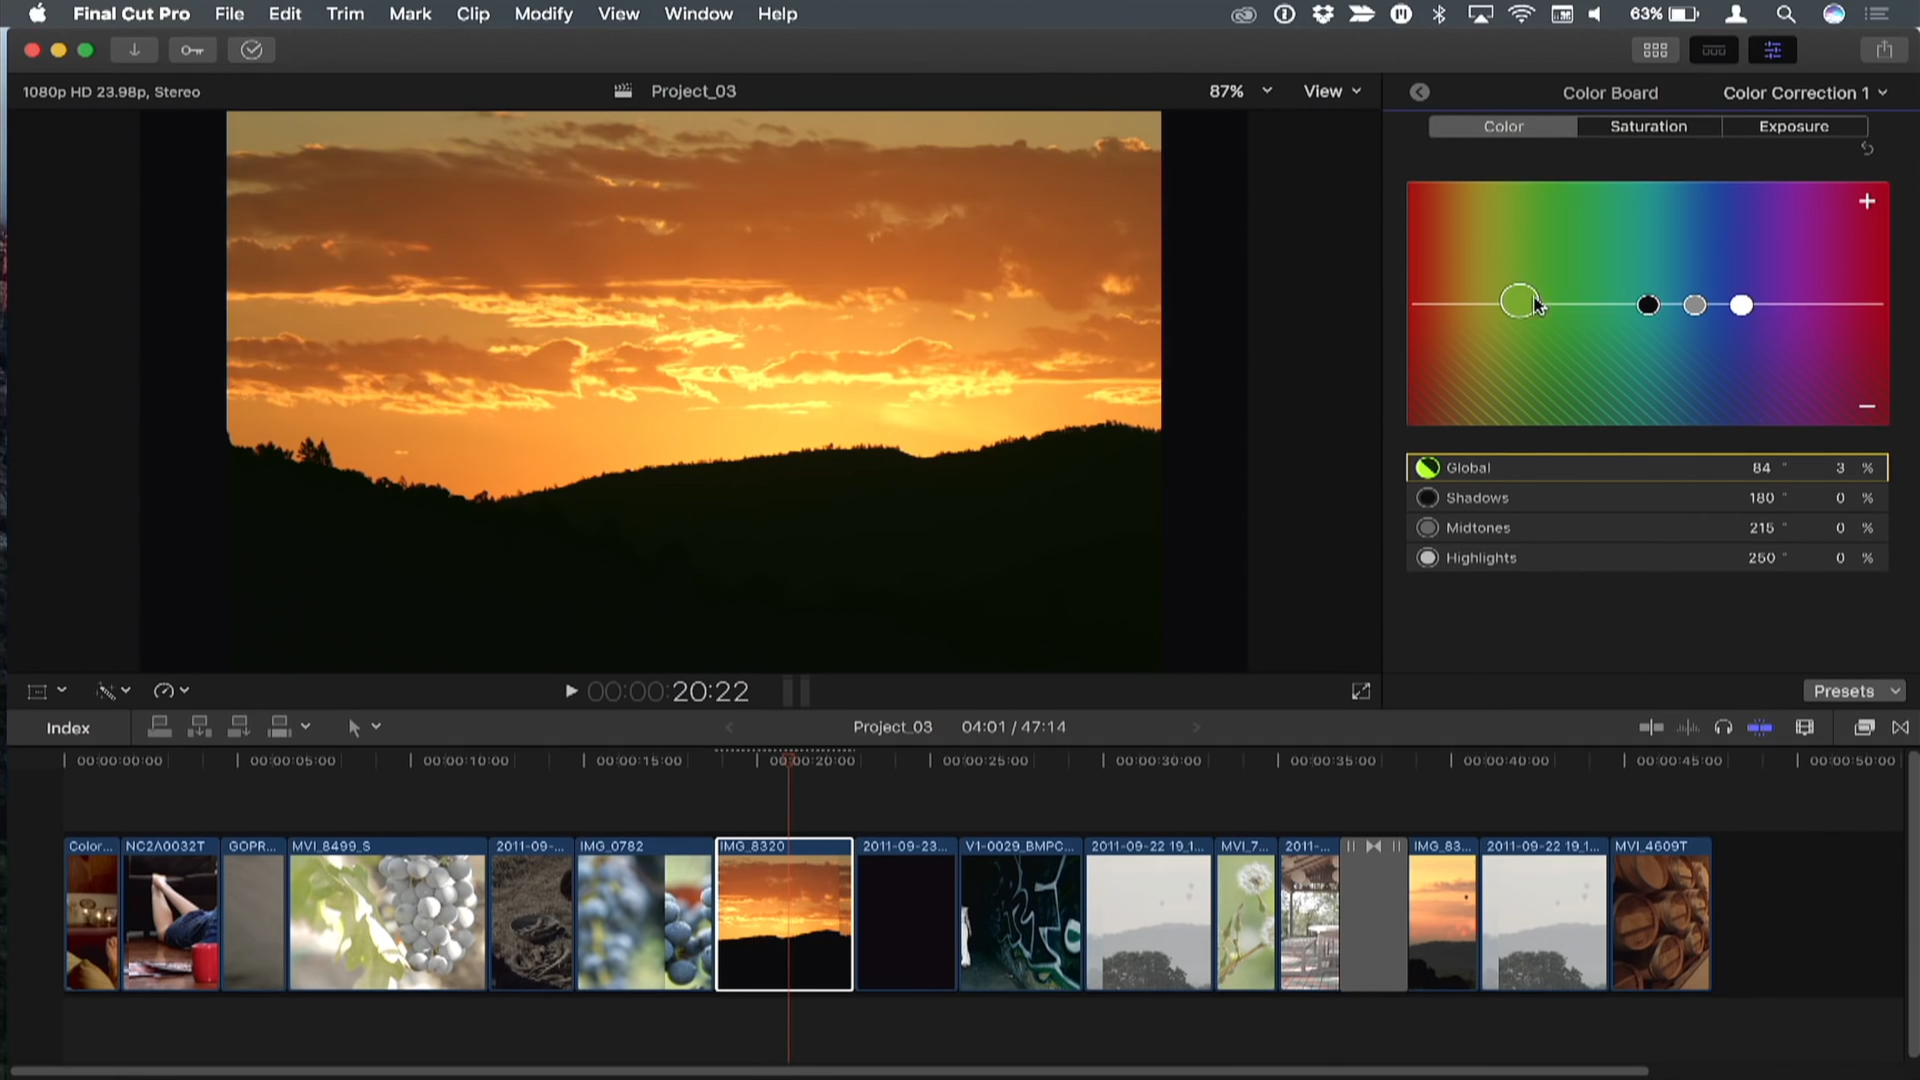 Final Cut Pro File Edit Trim Mark Clip Modify View Window Help 63%
1080p HD 23.98p, Stereo Project_03 87% View
Color Board Color Correction 1
Color Saturation Exposure
Global 84 ° 3 %
Shadows 180 ° 0 %
Midtones 215 ° 0 %
Highlights 250 ° 0 %
00:00:20:22
Presets
Index Project_03 04:01 / 47:14
00:00:00:00 00:00:05:00 00:00:10:00 00:00:15:00 00:00:20:00 00:00:25:00 00:00:30:00 00:00:35:00 00:00:40:00 00:00:45:00 00:00:50:00
Color... NC2A0032T GOPR... MVI_8499_S 2011-09-... IMG_0782 IMG_8320 2011-09-23... V1-0029_BMPC... 2011-09-22 19_1... MVI_7... 2011-... IMG_83... 2011-09-22 19_1... MVI_4609T